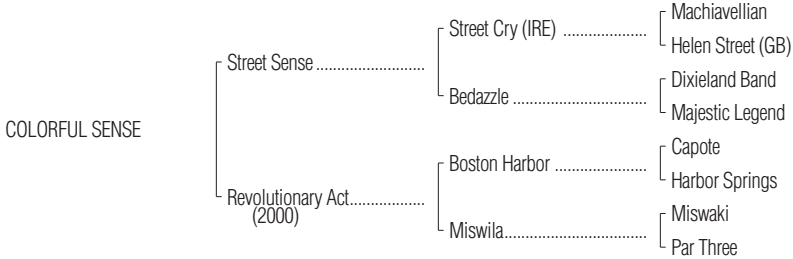 Machiavellian
Street Cry (IRE) ....................
Helen Street (GB)
Street Sense ..........................
Dixieland Band
Bedazzle ................................
Majestic Legend
COLORFUL SENSE
Capote
Boston Harbor ......................
Harbor Springs
Revolutionary Act..................
(2000)
Miswaki
Miswila..................................
Par Three